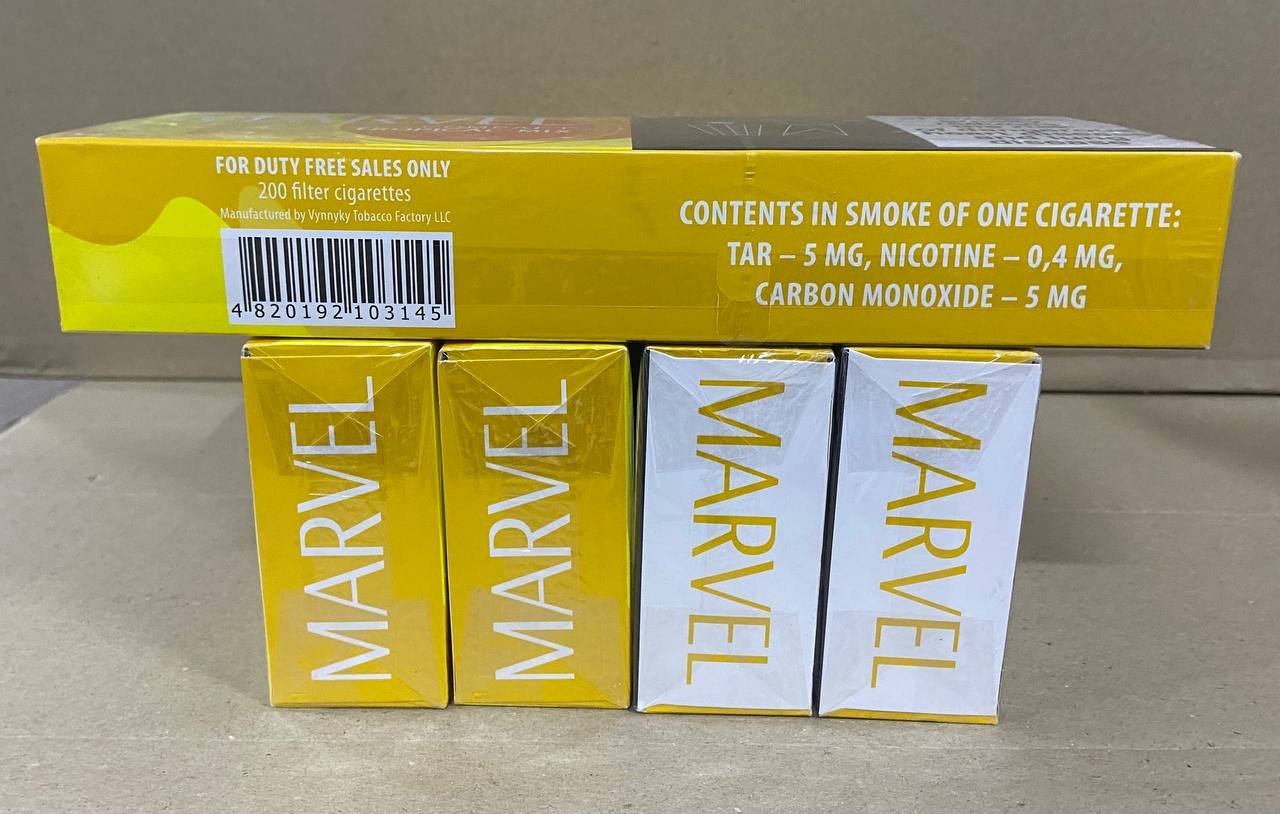 FOR DUTY FREE SALES ONLY
200 filter cigarettes
Manufactured by Vynnyky Tobacco Factory LLC
4 820192 103145
CONTENTS IN SMOKE OF ONE CIGARETTE:
TAR – 5 MG, NICOTINE – 0,4 MG,
CARBON MONOXIDE – 5 MG
MARVEL
MARVEL
MARVEL
MARVEL